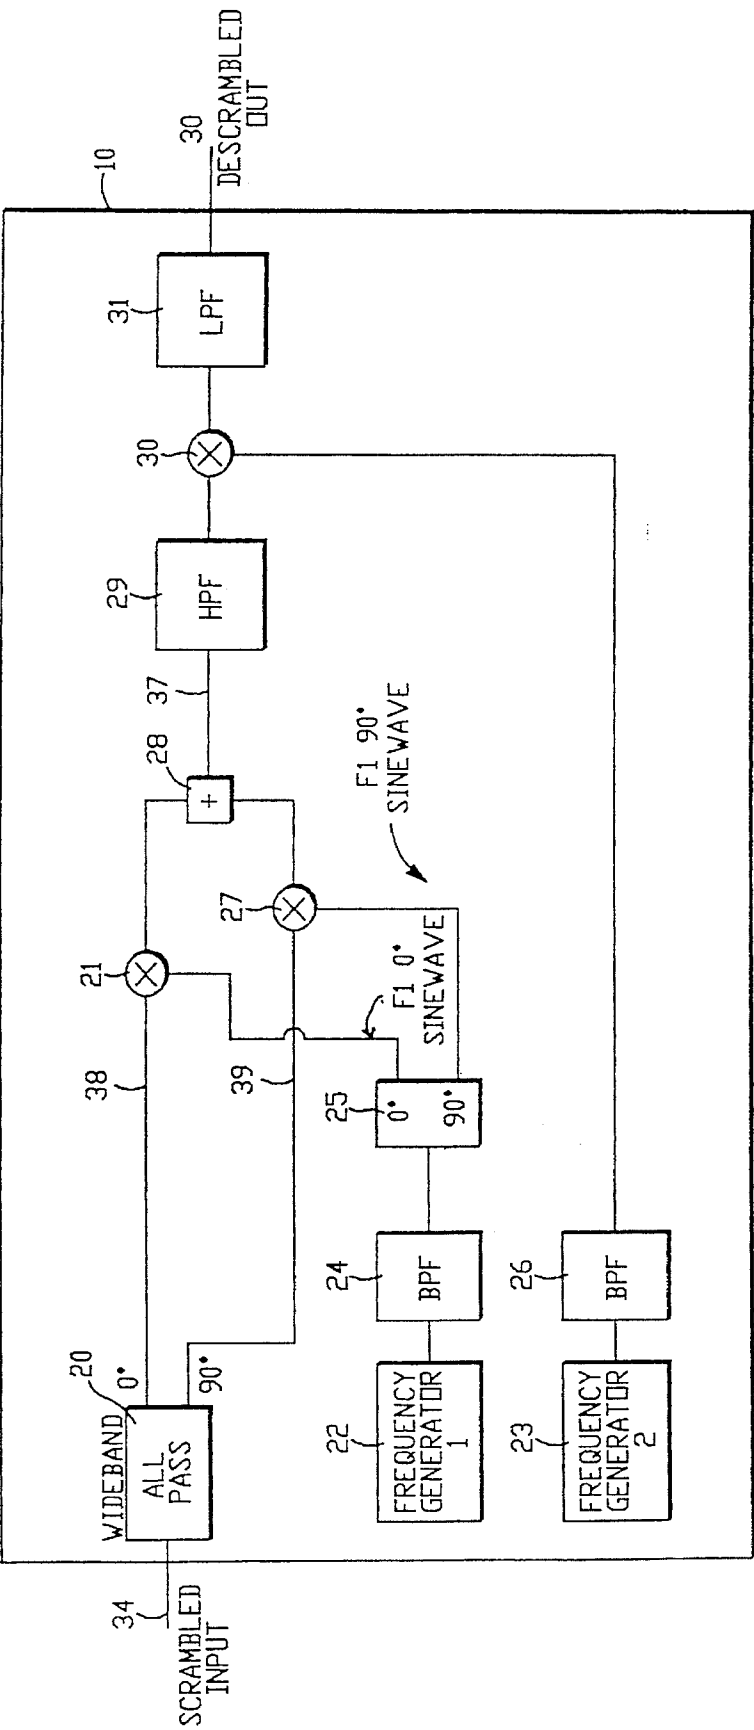 10
30
DESCRAMBLED
OUT
34
SCRAMBLED
INPUT
WIDEBAND
20
ALL
PASS
0°
90°
38
39
21
27
28
+
37
29
HPF
30
31
LPF
F1 0°
SINEWAVE
F1 90°
SINEWAVE
22
FREQUENCY
GENERATOR
1
24
BPF
25
0°
90°
23
FREQUENCY
GENERATOR
2
26
BPF